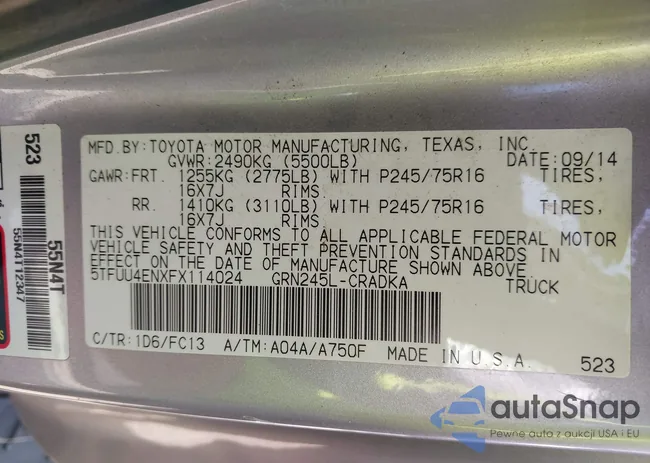 MFD.BY: TOYOTA MOTOR MANUFACTURING, TEXAS, INC.
GVWR: 2490KG (5500LB) DATE: 09/14
GAWR: FRT. 1255KG (2775LB) WITH P245/75R16 TIRES,
16X7J RIMS
RR. 1410KG (3110LB) WITH P245/75R16 TIRES,
16X7J RIMS
THIS VEHICLE CONFORMS TO ALL APPLICABLE FEDERAL MOTOR
VEHICLE SAFETY AND THEFT PREVENTION STANDARDS IN
EFFECT ON THE DATE OF MANUFACTURE SHOWN ABOVE
5TFUU4ENXFX114024 GRN245L-CRADKA TRUCK
C/TR: 1D6/FC13 A/TM: A04A/A750F MADE IN U.S.A. 523
523
55N4T
55N4T12347
autaSnap
Pewne auta z aukcji USA i EU